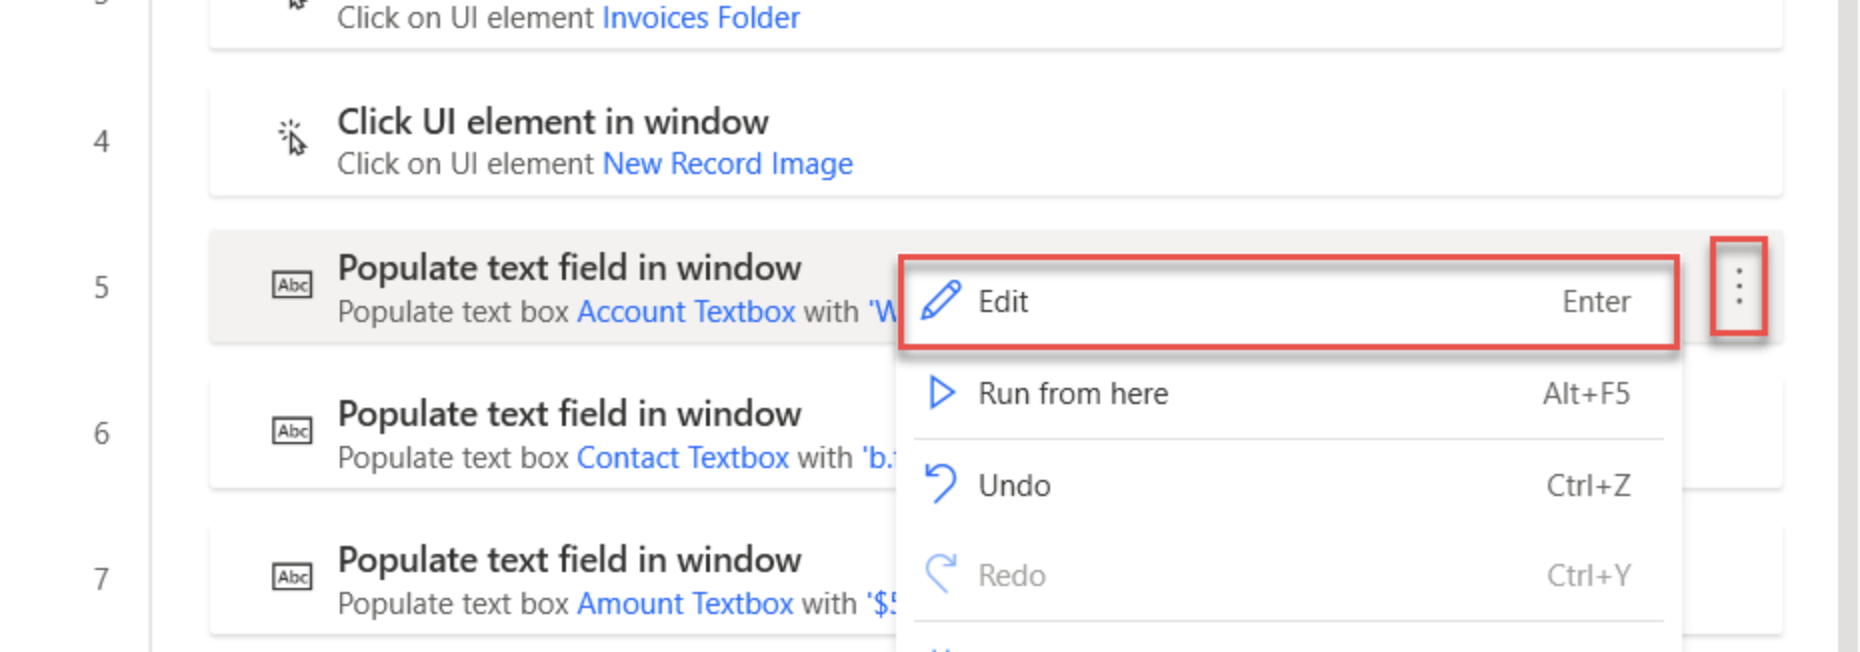 Click on UI element Invoices Folder
4
Click UI element in window
Click on UI element New Record Image
5
Abc
Populate text field in window
Populate text box Account Textbox with 'W
Edit Enter
Run from here Alt+F5
6
Abc
Populate text field in window
Populate text box Contact Textbox with 'b.
Undo Ctrl+Z
7
Abc
Populate text field in window
Populate text box Amount Textbox with '$5
Redo Ctrl+Y